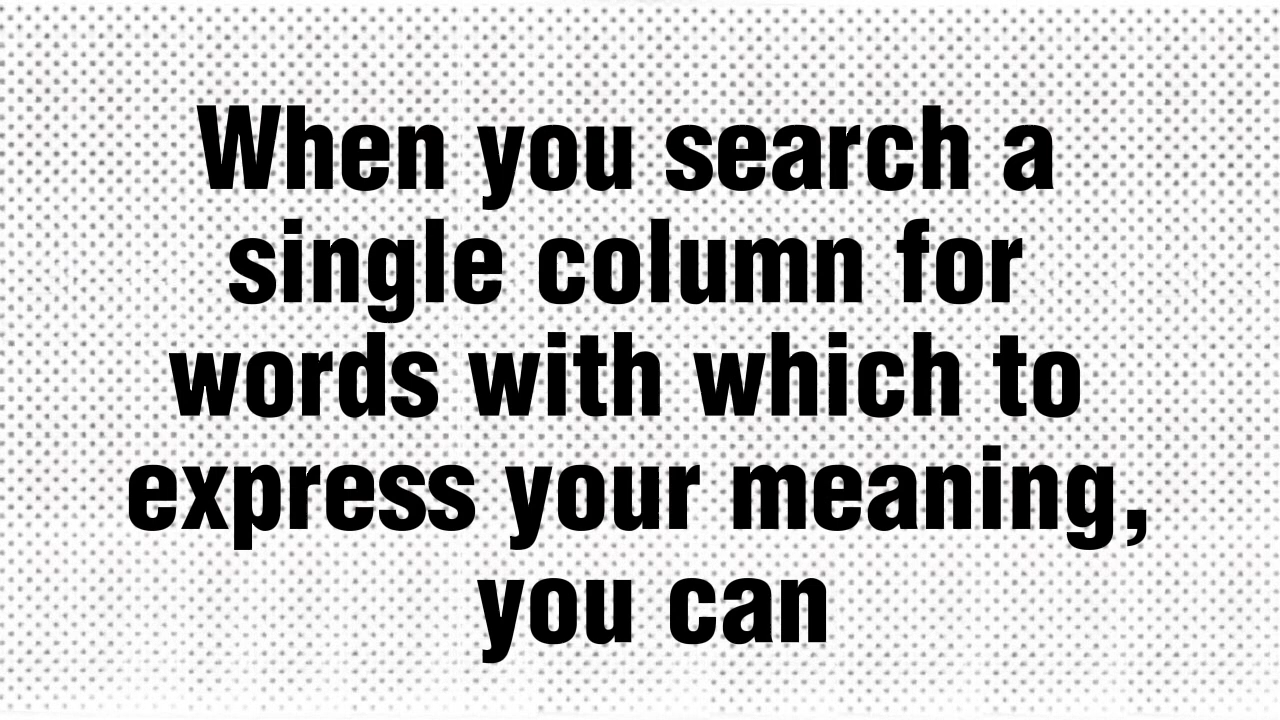 When you search a
single column for
words with which to
express your meaning,
you can